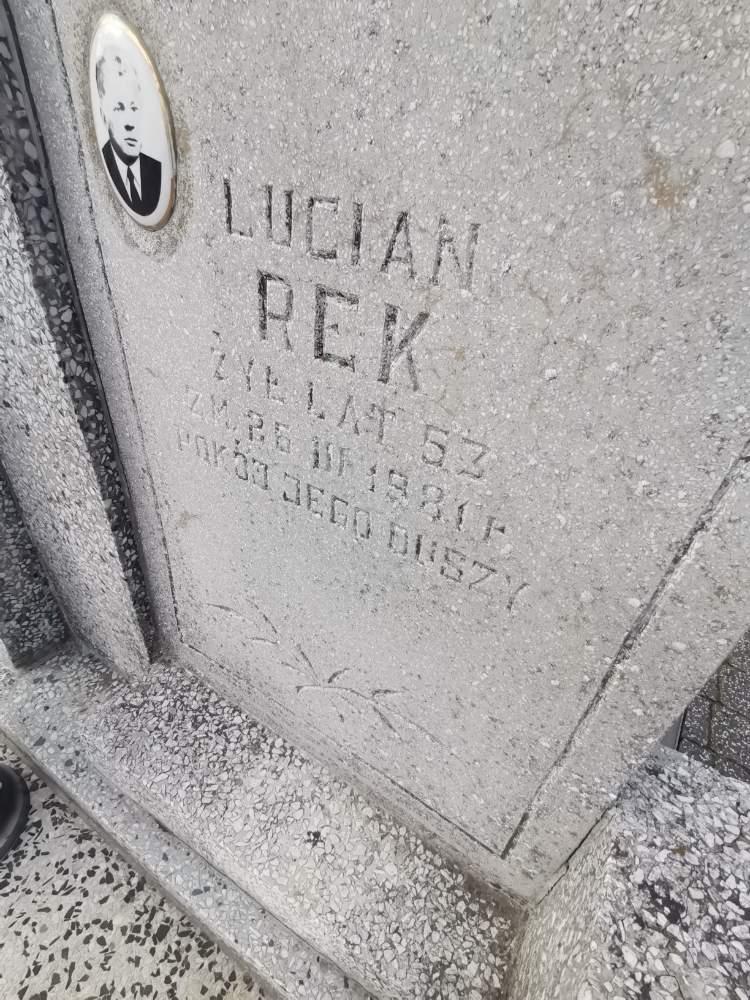 LUCIAN
REK
ŻYŁ LAT 53
ZM. 26 III 1981 R
POKÓJ JEGO DUSZY